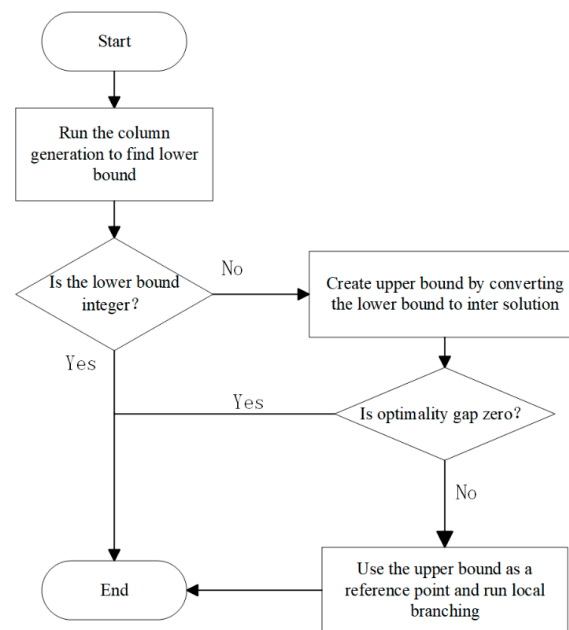 Start
Run the column
generation to find lower
bound
Is the lower bound
integer?
No
Create upper bound by converting
the lower bound to inter solution
Yes
Yes
Is optimality gap zero?
No
End
Use the upper bound as a
reference point and run local
branching